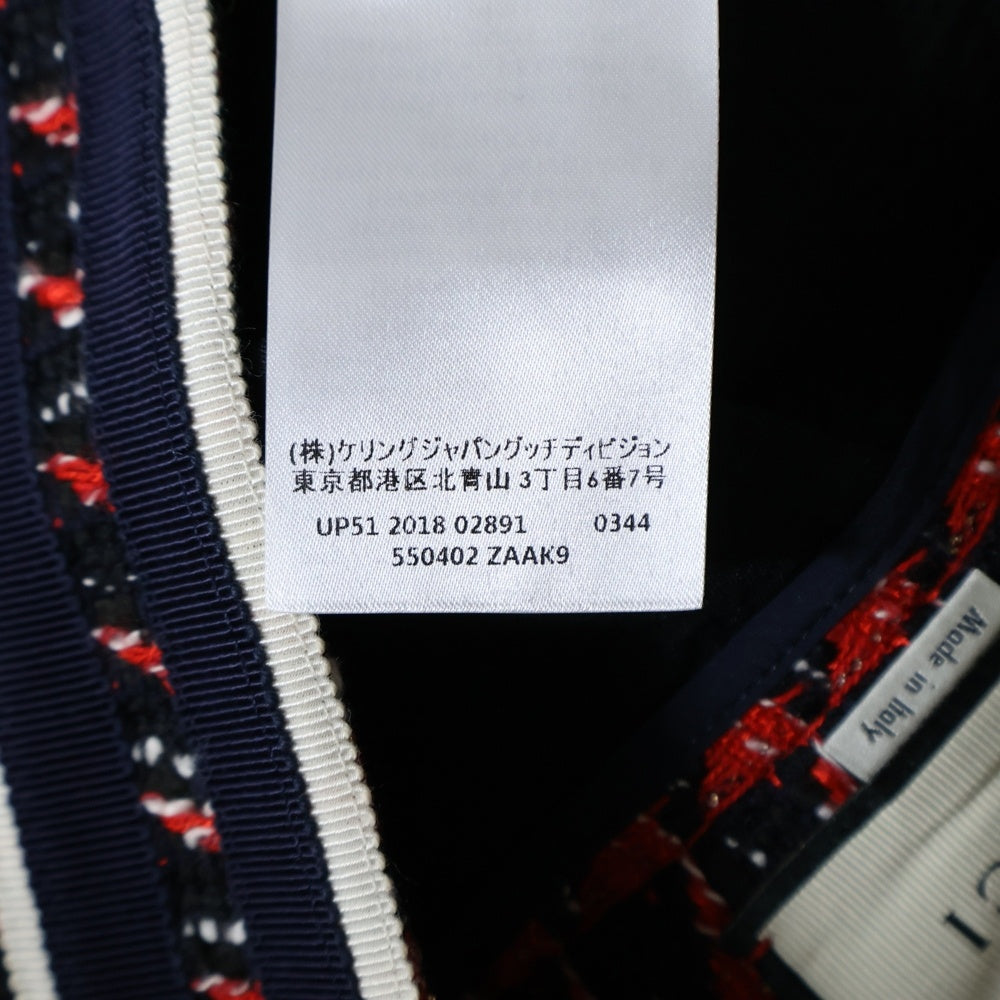 (株)ケリングジャパングッチディビジョン
東京都港区北青山3丁目6番7号
UP51 2018 02891 0344
550402 ZAAK9
Made in Italy